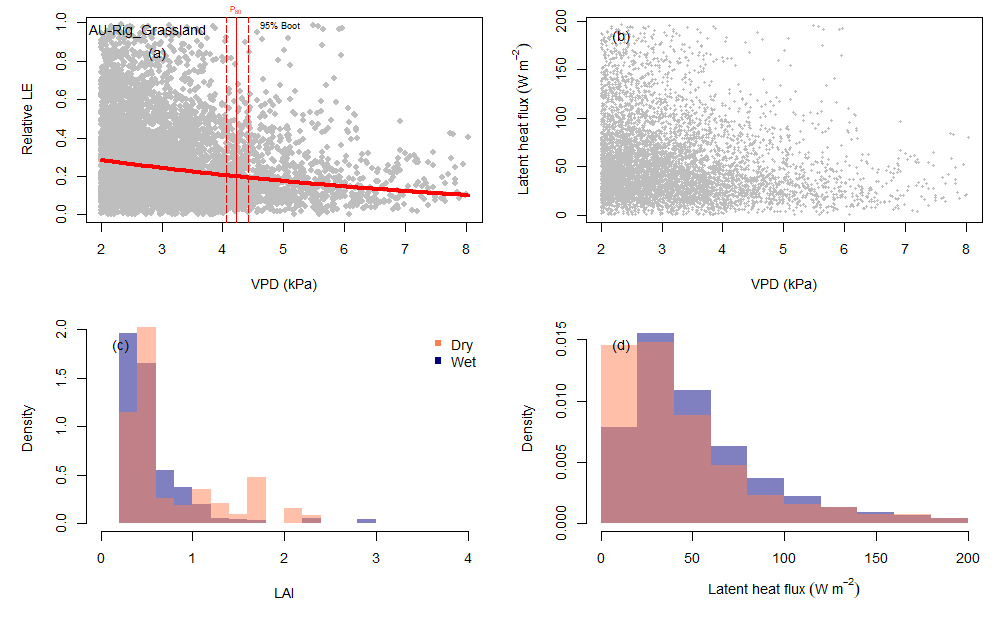 P_all
95% Boot
AU-Rig_Grassland
(a)
Relative LE
1.0
0.8
0.6
0.4
0.2
0.0
2 3 4 5 6 7 8
VPD (kPa)
(b)
Latent heat flux (W m⁻²)
200
150
100
50
0
2 3 4 5 6 7 8
VPD (kPa)
(c)
Dry
Wet
Density
2.0
1.5
1.0
0.5
0.0
0 1 2 3 4
LAI
(d)
Density
0.015
0.010
0.005
0.000
0 50 100 150 200
Latent heat flux (W m⁻²)